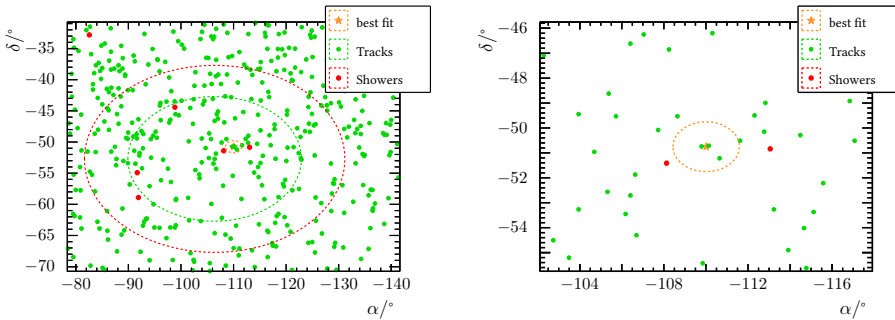 δ/°
−35
−40
−45
−50
−55
−60
−65
−70
−80 −90 −100 −110 −120 −130 −140
α/°
best fit
Tracks
Showers
δ/°
−46
−48
−50
−52
−54
−104 −108 −112 −116
α/°
best fit
Tracks
Showers